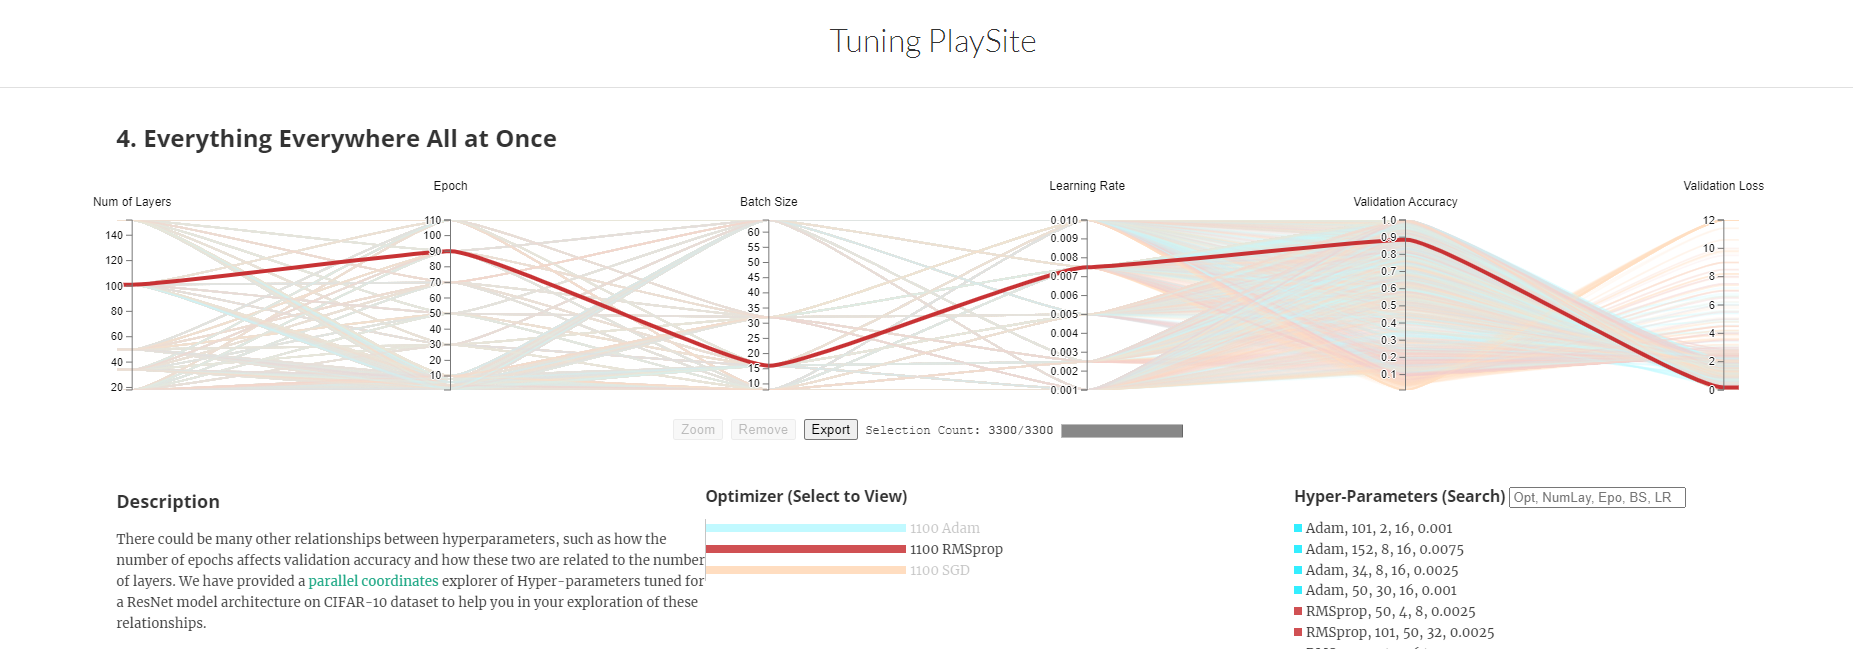 Tuning PlaySite
4. Everything Everywhere All at Once
Num of Layers
140
120
100
80
60
40
20
Epoch
110
100
90
80
70
60
50
40
30
20
10
Batch Size
60
55
50
45
40
35
30
25
20
15
10
Learning Rate
0.010
0.009
0.008
0.007
0.006
0.005
0.004
0.003
0.002
0.001
Validation Accuracy
1.0
0.9
0.8
0.7
0.6
0.5
0.4
0.3
0.2
0.1
Validation Loss
12
10
8
6
4
2
0
Zoom Remove Export Selection Count: 3300/3300
Description
There could be many other relationships between hyperparameters, such as how the
number of epochs affects validation accuracy and how these two are related to the number
of layers. We have provided a parallel coordinates explorer of Hyper-parameters tuned for
a ResNet model architecture on CIFAR-10 dataset to help you in your exploration of these
relationships.
Optimizer (Select to View)
1100 Adam
1100 RMSprop
1100 SGD
Hyper-Parameters (Search) Opt, NumLay, Epo, BS, LR
Adam, 101, 2, 16, 0.001
Adam, 152, 8, 16, 0.0075
Adam, 34, 8, 16, 0.0025
Adam, 50, 30, 16, 0.001
RMSprop, 50, 4, 8, 0.0025
RMSprop, 101, 50, 32, 0.0025